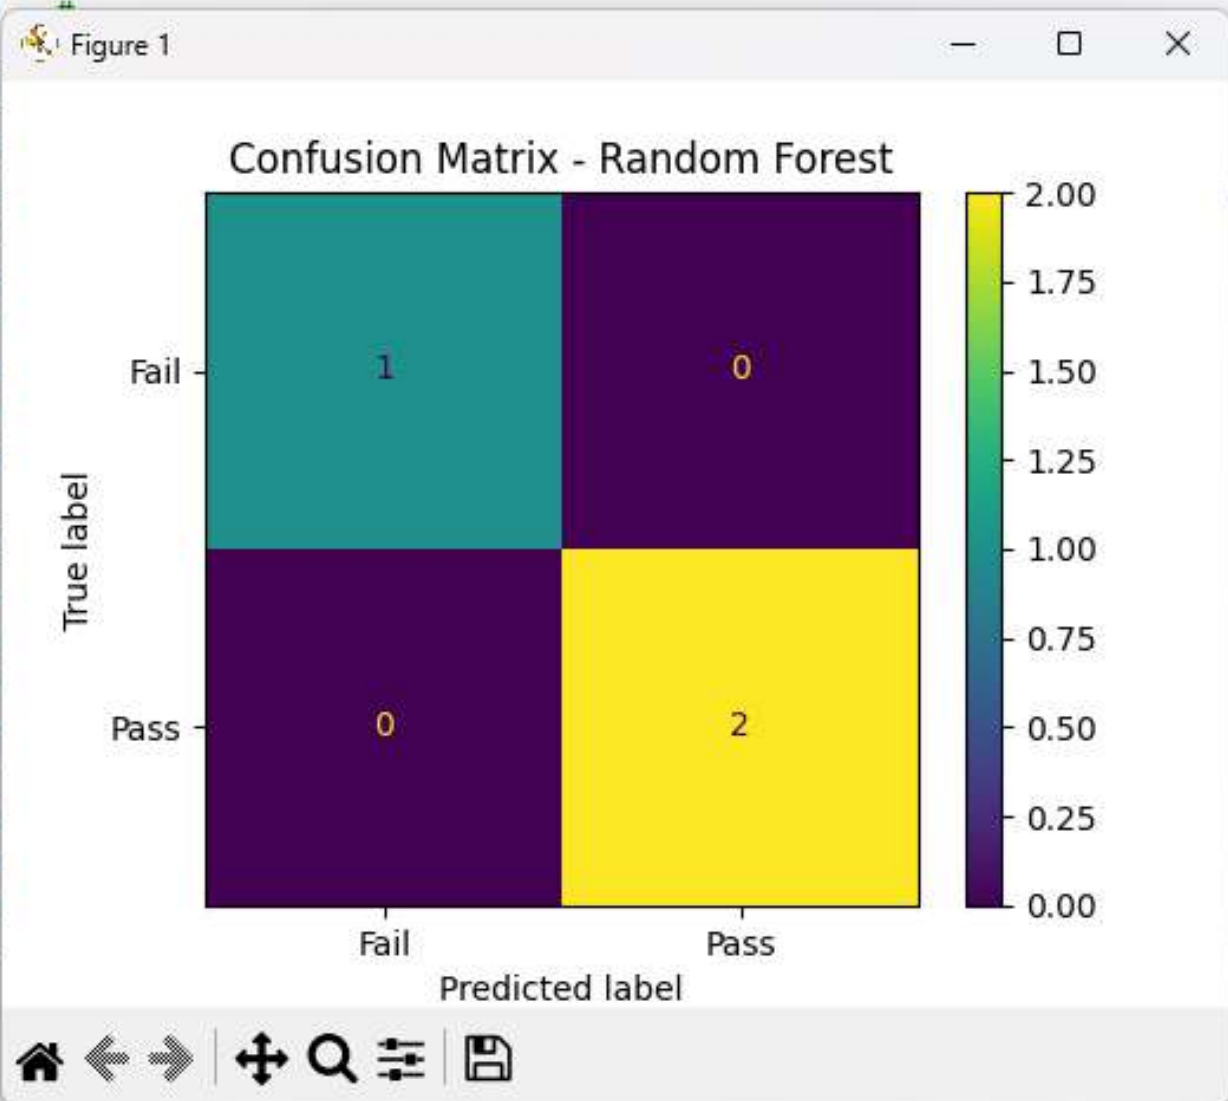 Figure 1
Confusion Matrix - Random Forest
2.00
1.75
1.50
1.25
1.00
0.75
0.50
0.25
0.00
True label
Fail
1
0
Pass
0
2
Fail
Pass
Predicted label